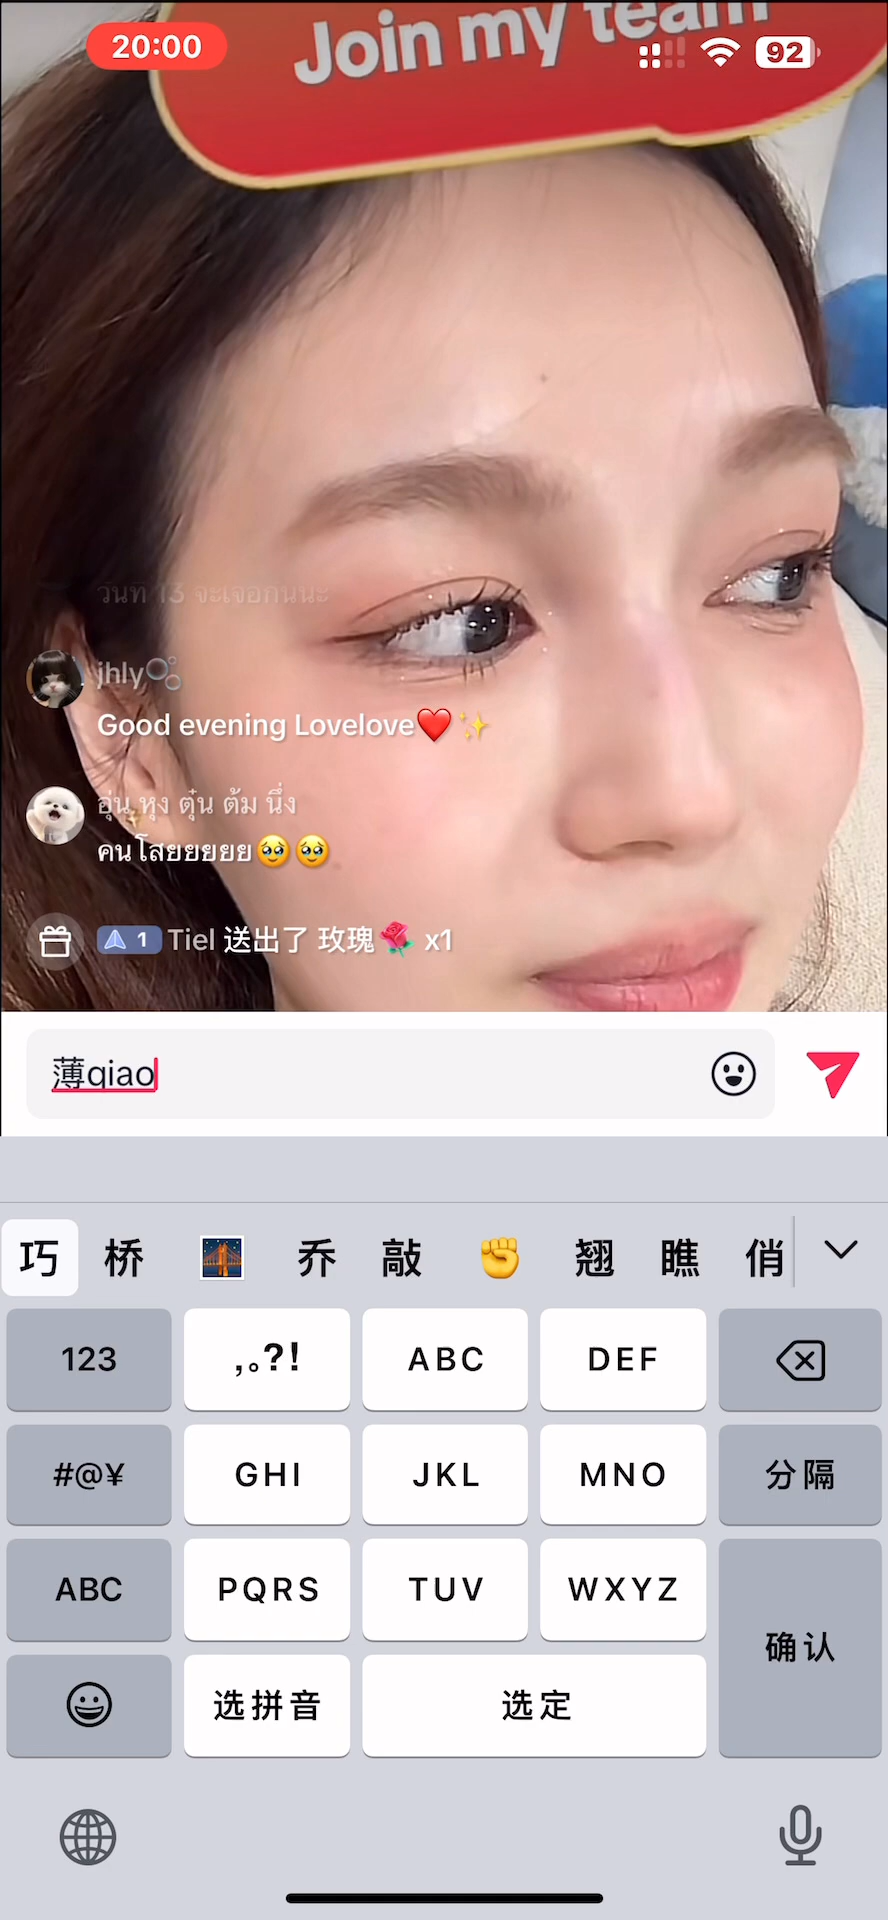 Join my team
20:00
92
วันที่ 13 จะเจอกันนะ
jhly
Good evening Lovelove❤️✨
อุ่น หุง ตุ๋น ต้ม นึ่ง
คนโสยยยยย🥹🥹
1 Tiel 送出了 玫瑰🌹 x1
薄qiao
巧 桥 🌉 乔 敲 ✊ 翘 瞧 俏
123 ,。?! ABC DEF
#@¥ GHI JKL MNO 分隔
ABC PQRS TUV WXYZ
确认
选拼音 选定